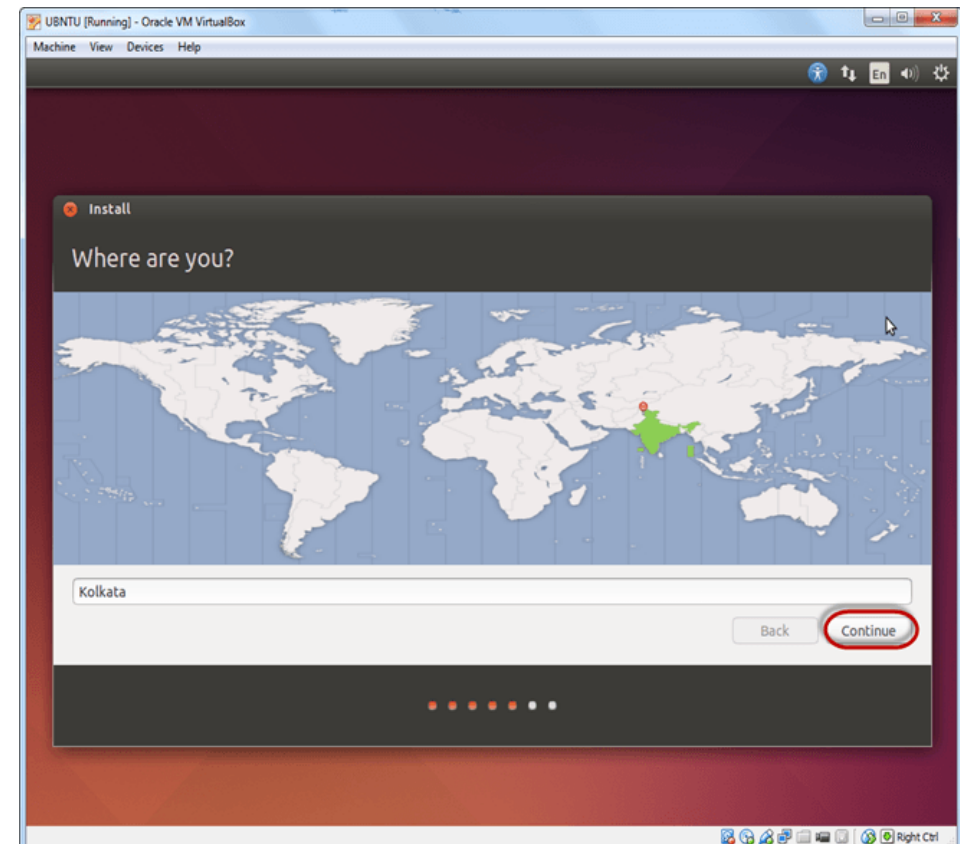 UBNTU [Running] - Oracle VM VirtualBox
Machine View Devices Help
En
Install
Where are you?
Kolkata
Back Continue
Right Ctrl